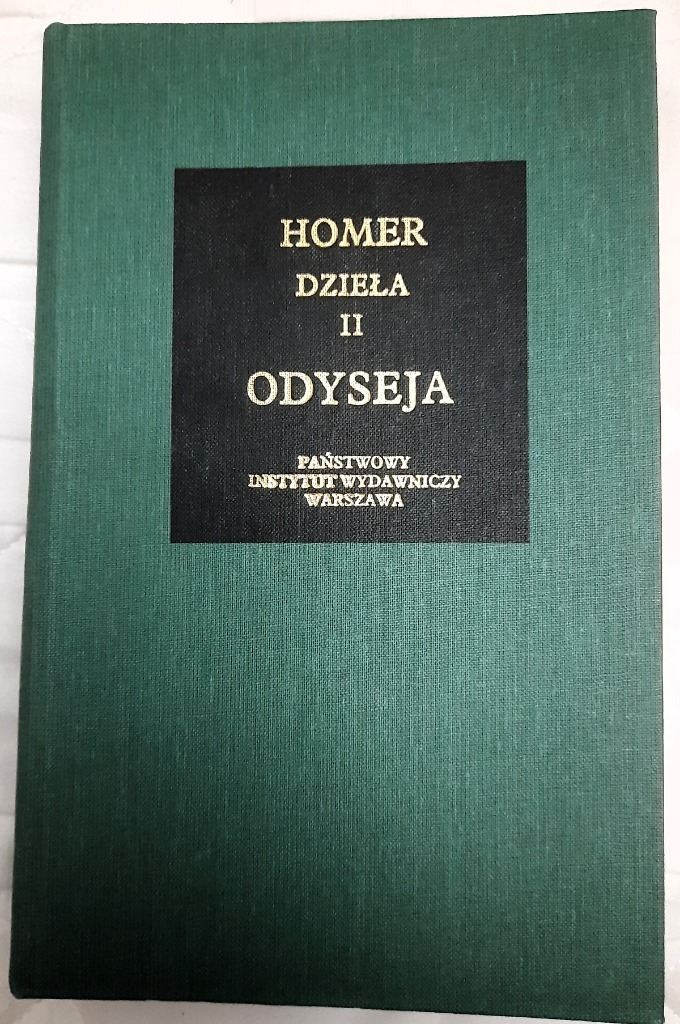 HOMER
DZIEŁA
II
ODYSEJA
PAŃSTWOWY
INSTYTUT WYDAWNICZY
WARSZAWA